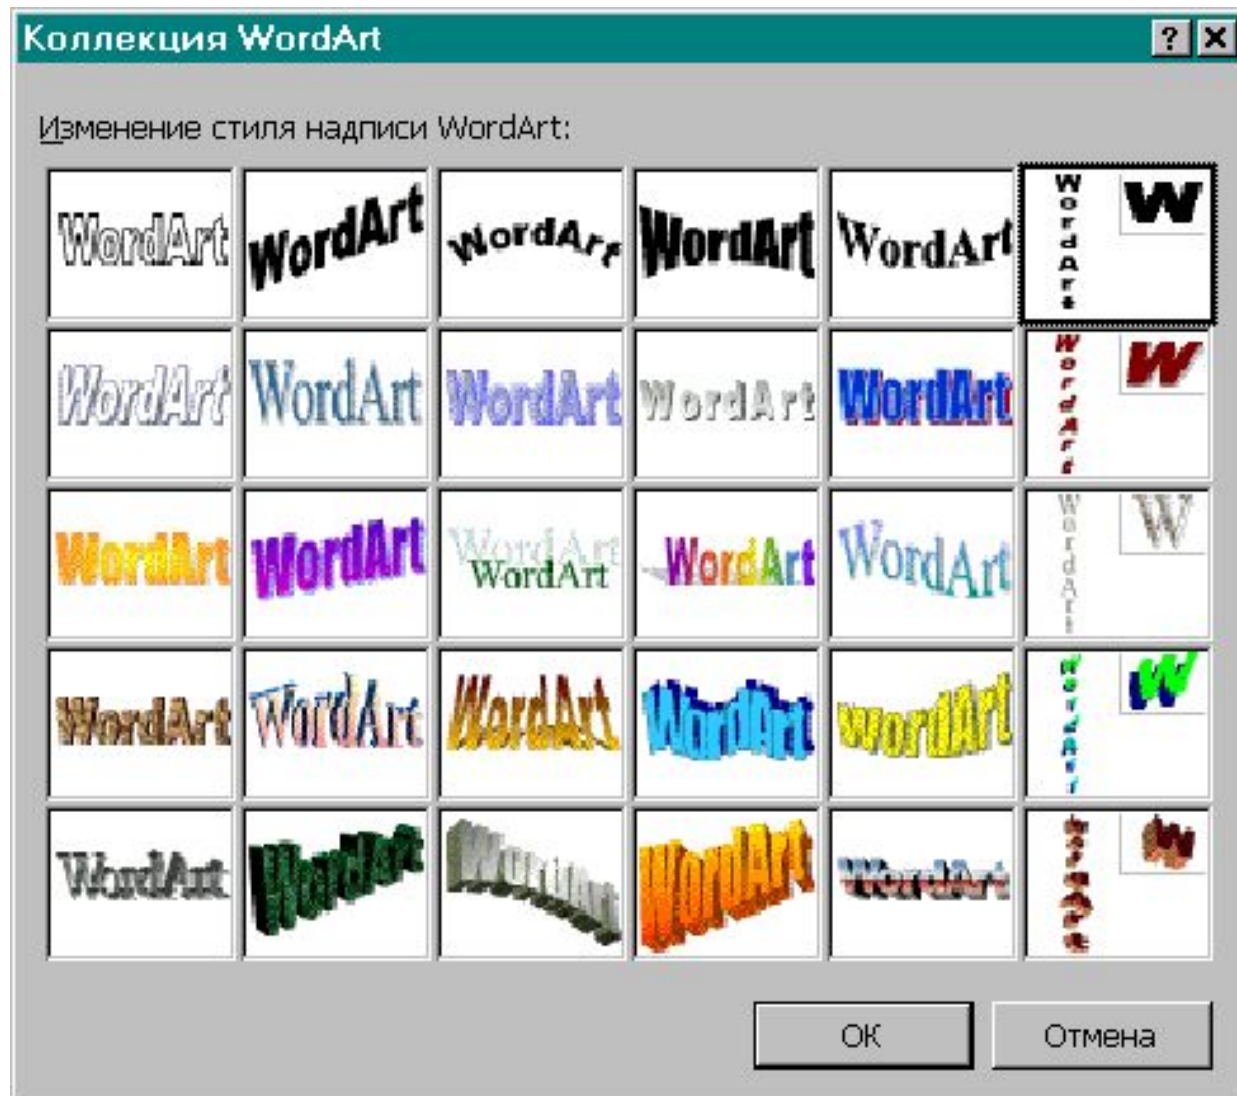 Коллекция WordArt
Изменение стиля надписи WordArt:
WordArt WordArt WordArt WordArt WordArt WordArt W
WordArt WordArt WordArt WordArt WordArt WordArt W
WordArt WordArt WordArt WordArt WordArt WordArt WordArt W
WordArt WordArt WordArt WordArt WordArt WordArt W
WordArt WordArt WordArt WordArt WordArt WordArt W
ОК Отмена